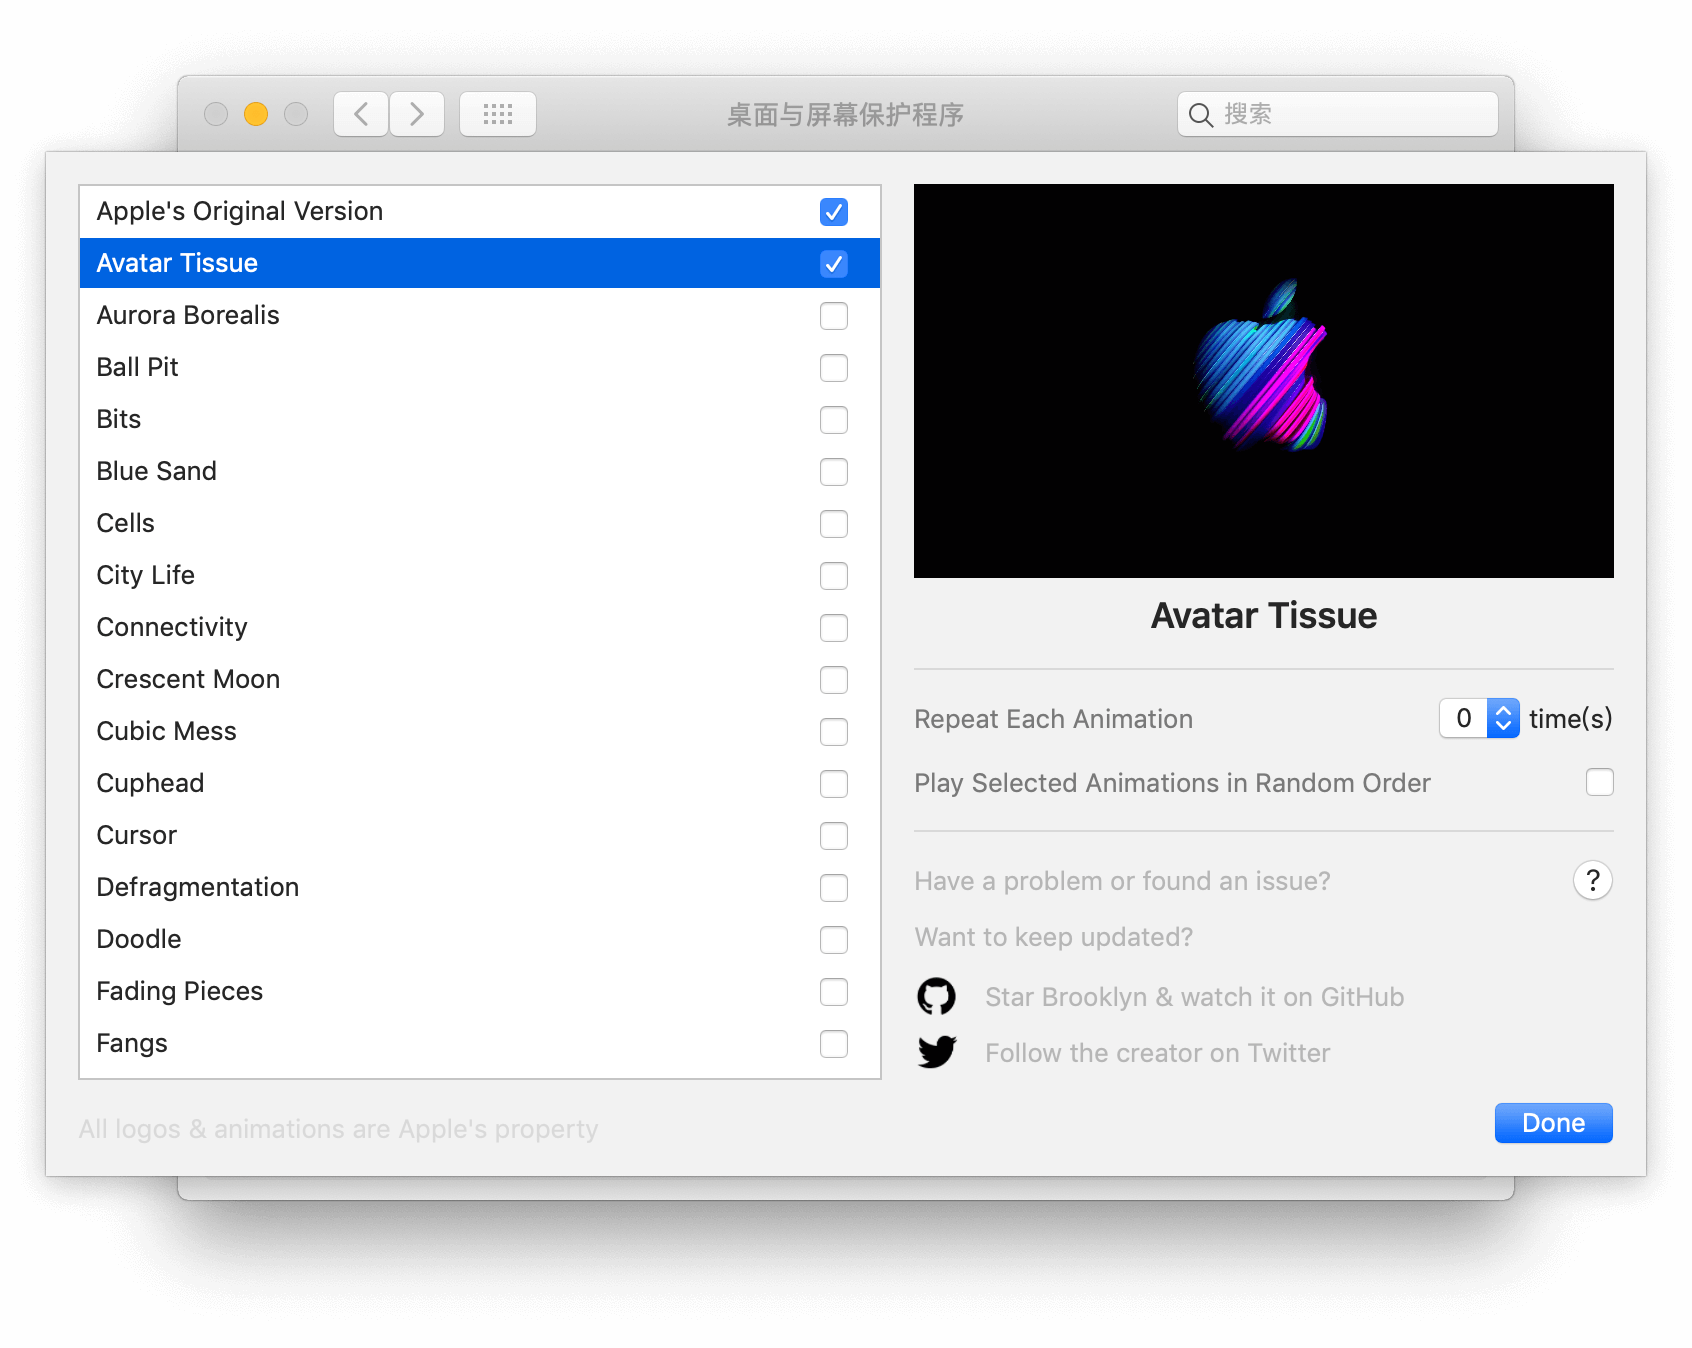 桌面与屏幕保护程序
搜索
Apple's Original Version
Avatar Tissue
Aurora Borealis
Ball Pit
Bits
Blue Sand
Cells
City Life
Connectivity
Crescent Moon
Cubic Mess
Cuphead
Cursor
Defragmentation
Doodle
Fading Pieces
Fangs
All logos & animations are Apple's property
Avatar Tissue
Repeat Each Animation 0 time(s)
Play Selected Animations in Random Order
Have a problem or found an issue? ?
Want to keep updated?
Star Brooklyn & watch it on GitHub
Follow the creator on Twitter
Done